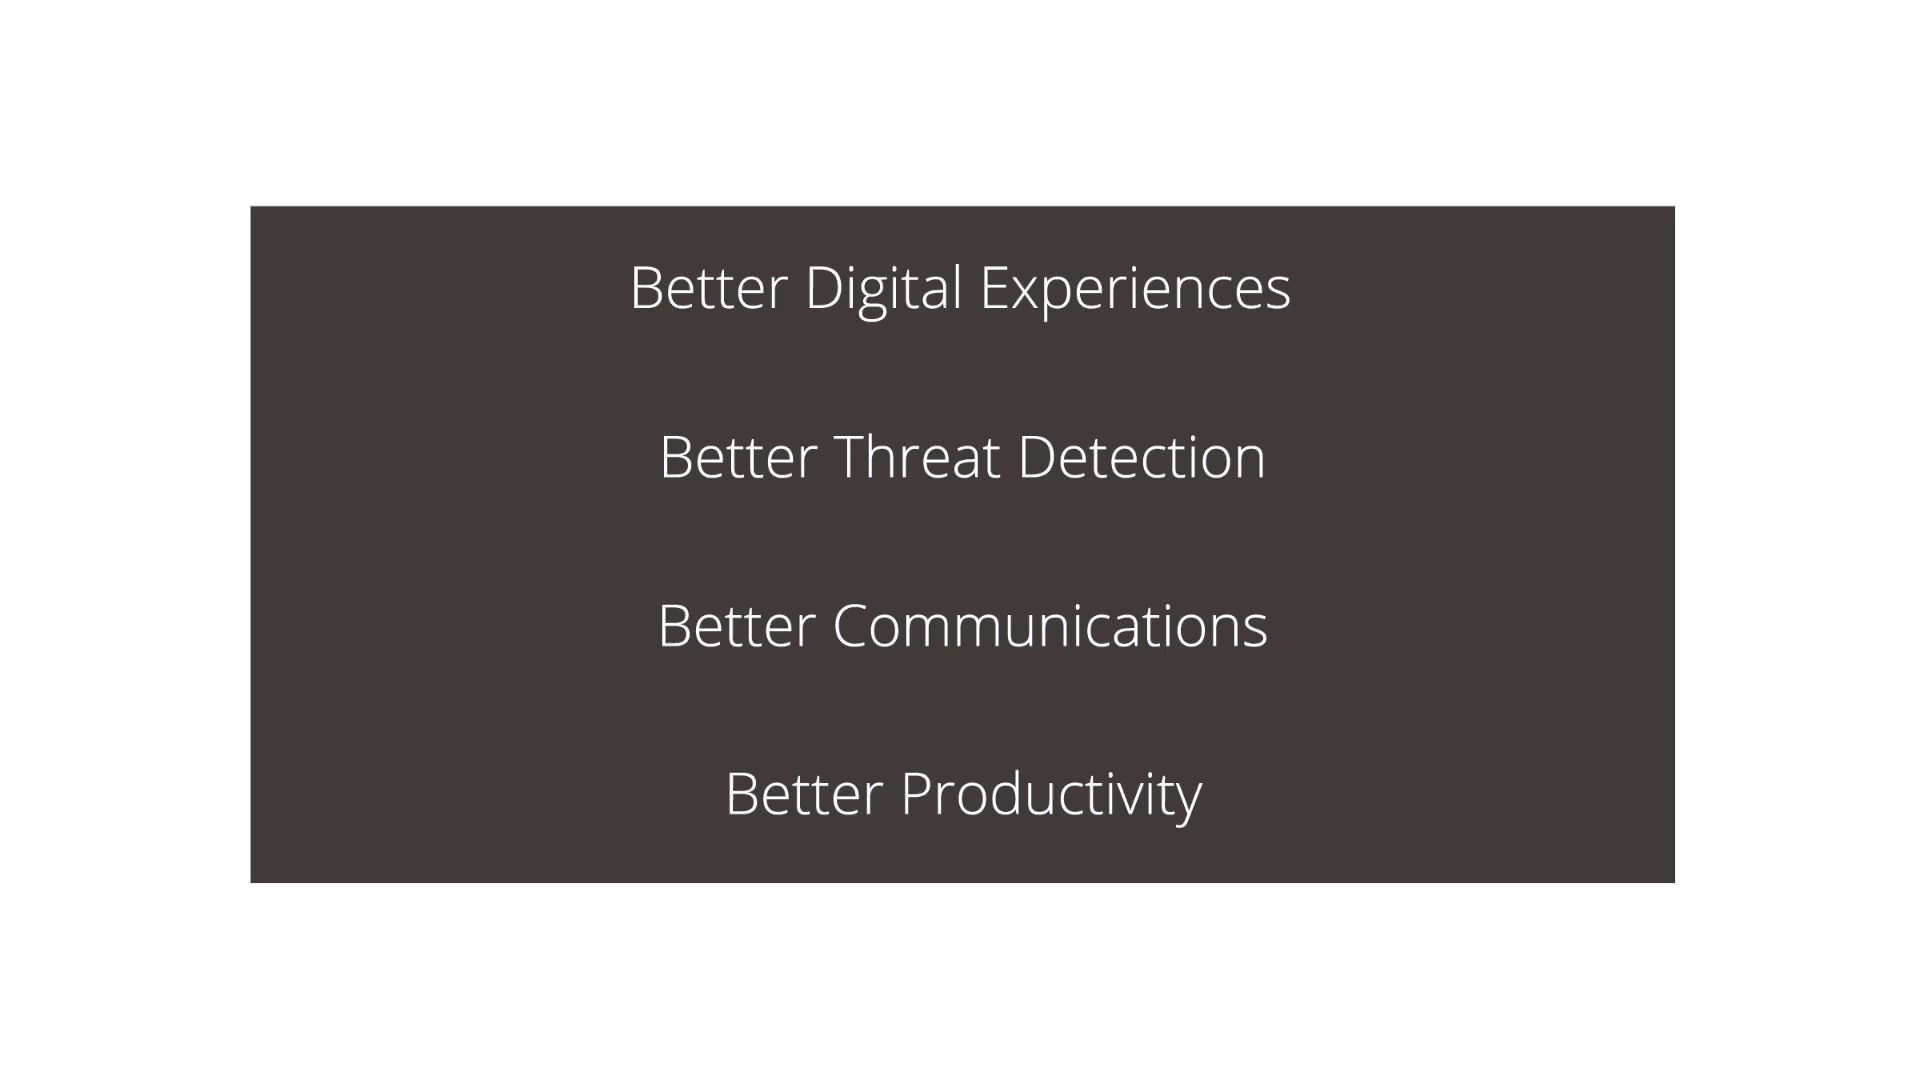 Better Digital Experiences
Better Threat Detection
Better Communications
Better Productivity